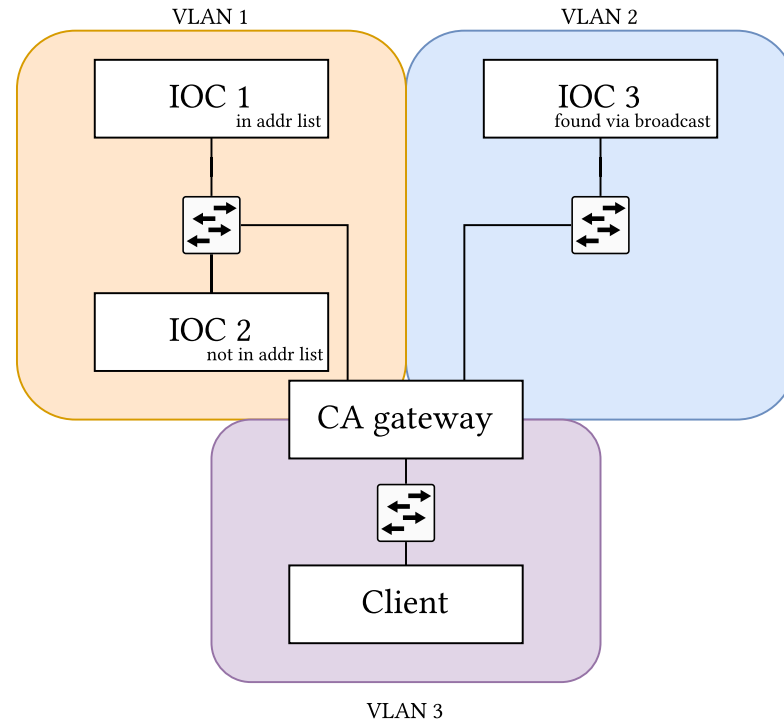 VLAN 1
VLAN 2
IOC 1
in addr list
IOC 3
found via broadcast
IOC 2
not in addr list
CA gateway
Client
VLAN 3